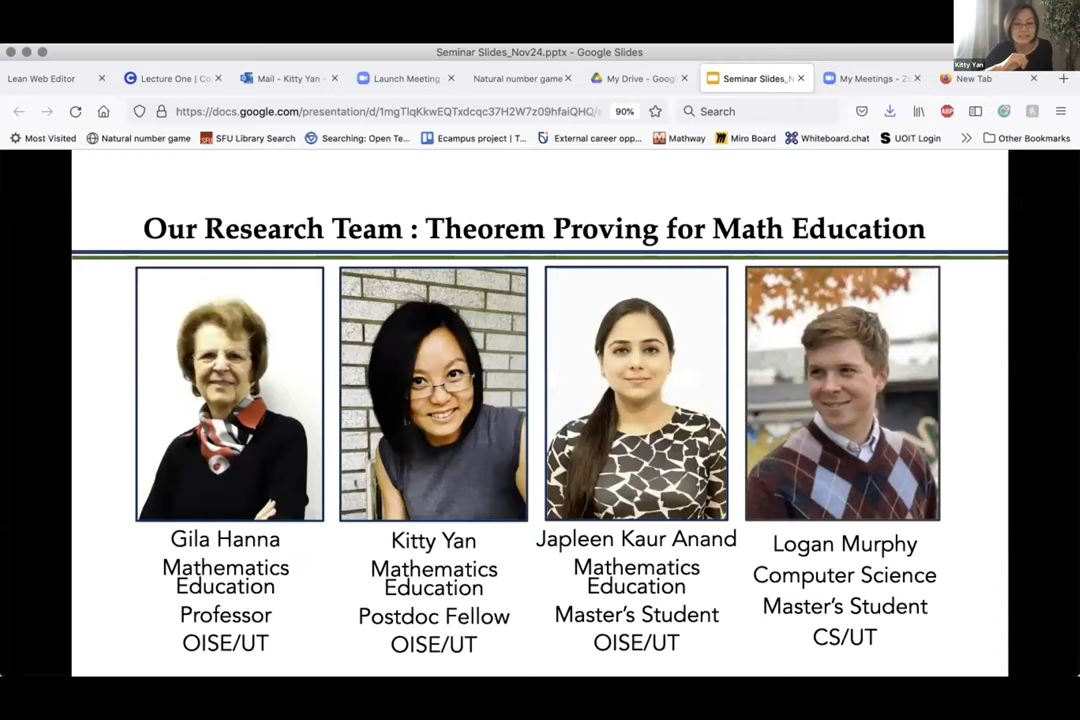 Seminar Slides_Nov24.pptx - Google Slides
Kitty Yan
Lean Web Editor
Lecture One | Co
Mail - Kitty Yan -
Launch Meeting
Natural number game
My Drive - Goog
Seminar Slides_N
My Meetings - Z
New Tab
https://docs.google.com/presentation/d/1mgTlqKkwEQTxdcqc37H2W7z09hfaiQHQ/
90%
Search
ABP
Most Visited
Natural number game
SFU Library Search
Searching: Open Te...
Ecampus project | T...
External career opp...
Mathway
Miro Board
Whiteboard.chat
UOIT Login
Other Bookmarks
Our Research Team : Theorem Proving for Math Education
Gila Hanna
Mathematics
Education
Professor
OISE/UT
Kitty Yan
Mathematics
Education
Postdoc Fellow
OISE/UT
Japleen Kaur Anand
Mathematics
Education
Master's Student
OISE/UT
Logan Murphy
Computer Science
Master's Student
CS/UT